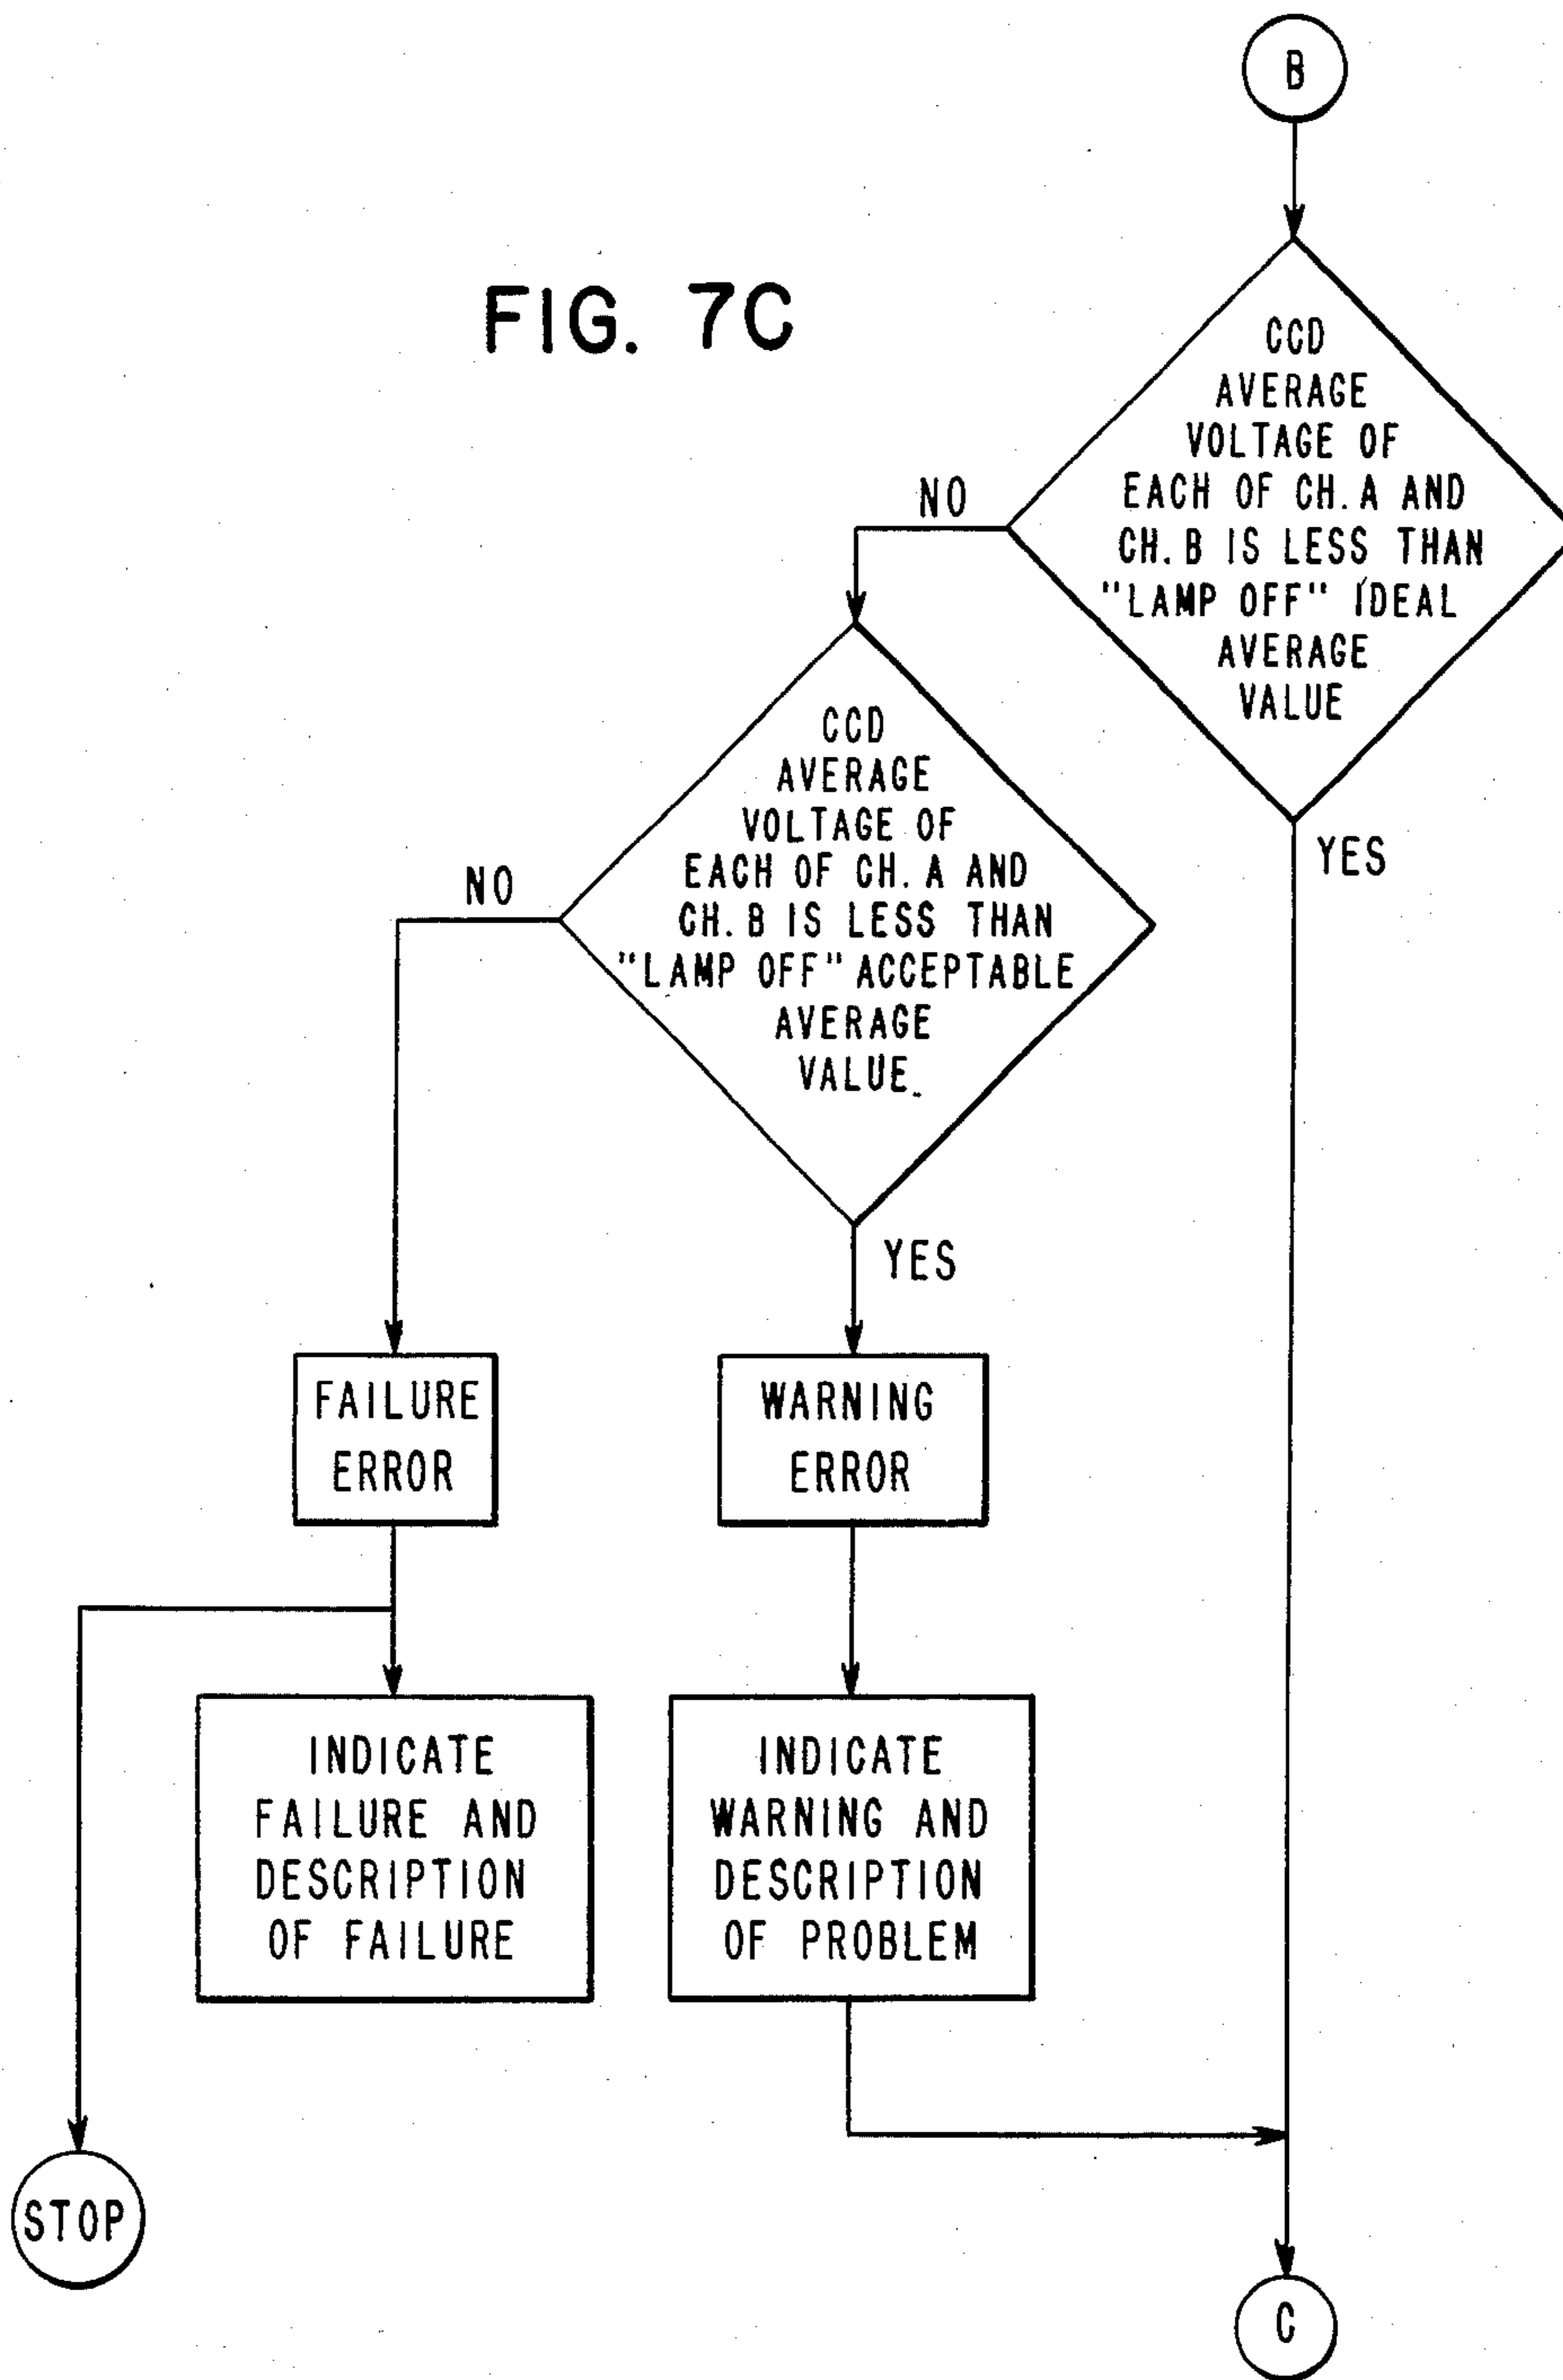 B
FIG. 7C
CCD
AVERAGE
VOLTAGE OF
EACH OF CH. A AND
CH. B IS LESS THAN
"LAMP OFF" IDEAL
AVERAGE
VALUE
NO
YES
CCD
AVERAGE
VOLTAGE OF
EACH OF CH. A AND
CH. B IS LESS THAN
"LAMP OFF" ACCEPTABLE
AVERAGE
VALUE.
NO
YES
FAILURE
ERROR
WARNING
ERROR
INDICATE
FAILURE AND
DESCRIPTION
OF FAILURE
INDICATE
WARNING AND
DESCRIPTION
OF PROBLEM
STOP
C